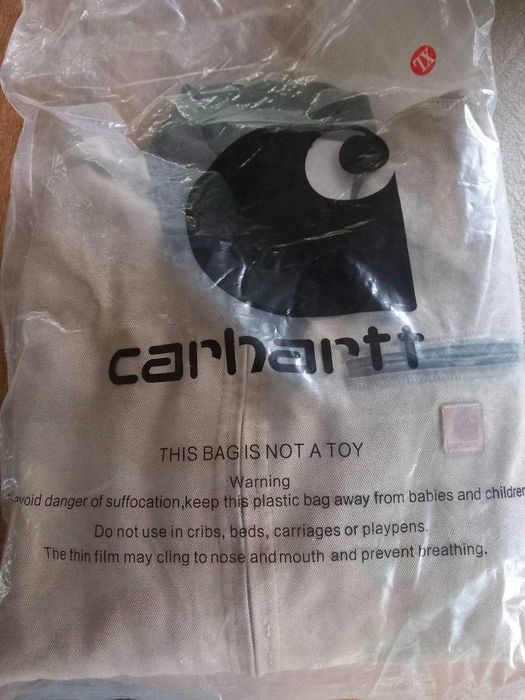 XL
carhartt
THIS BAG IS NOT A TOY
Warning
avoid danger of suffocation,keep this plastic bag away from babies and children
Do not use in cribs, beds, carriages or playpens.
The thin film may cling to nose and mouth and prevent breathing.